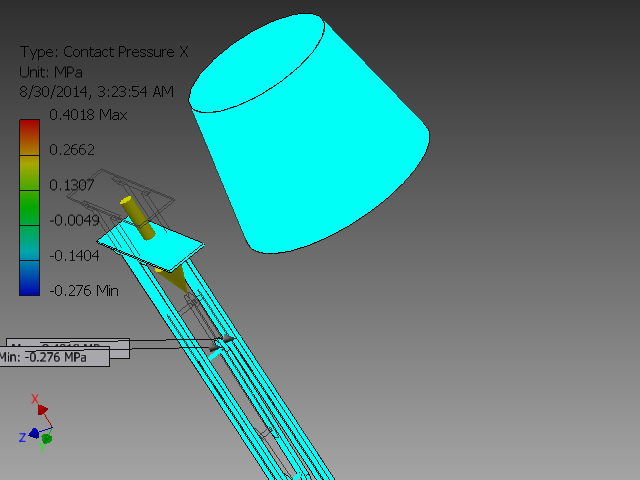 Type: Contact Pressure X
Unit: MPa
8/30/2014, 3:23:54 AM
0.4018 Max
0.2662
0.1307
-0.0049
-0.1404
-0.276 Min
Min: -0.276 MPa
X
Z
Y